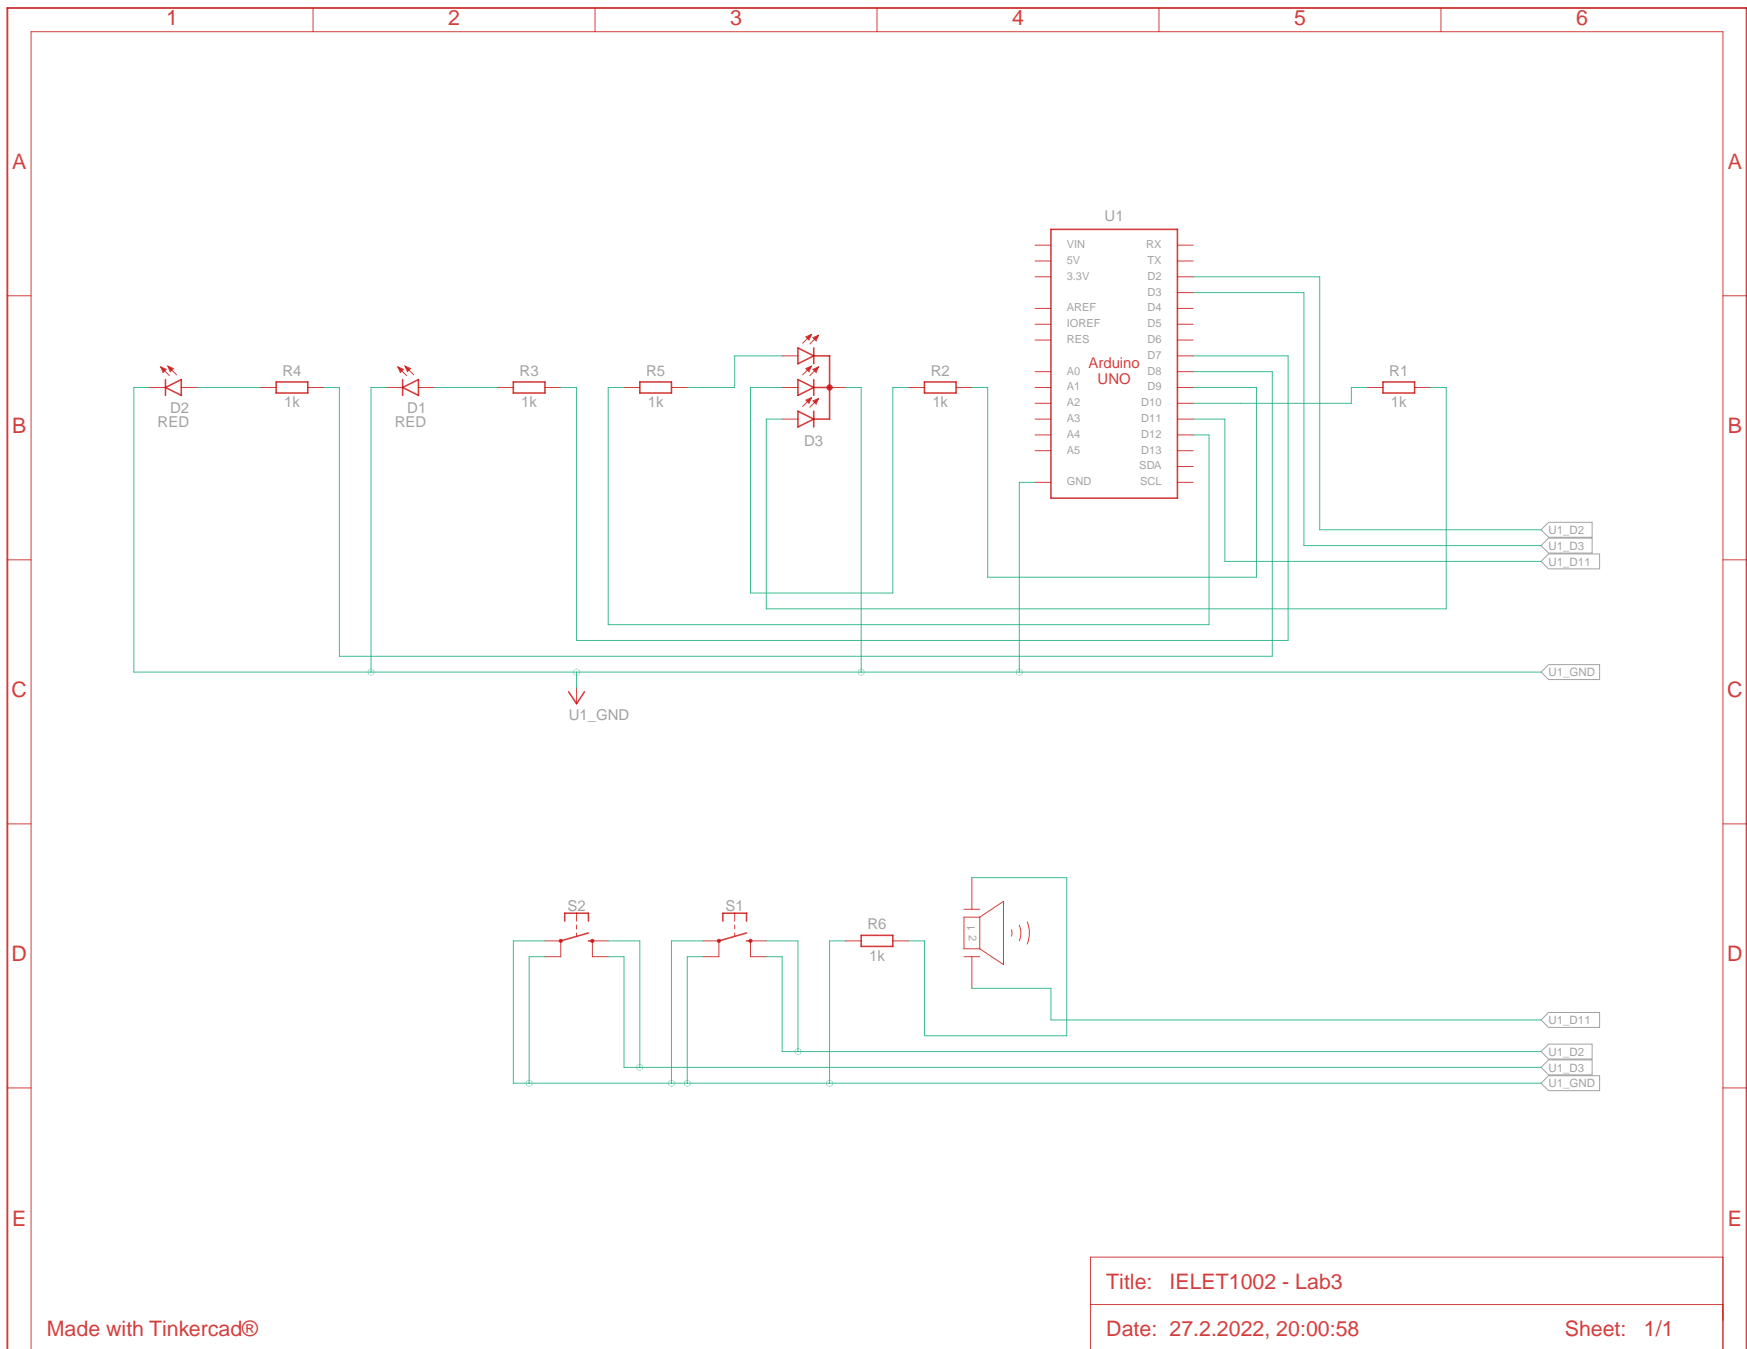 1 2 3 4 5 6
A A
U1
VIN RX
5V TX
3.3V D2
D3
AREF D4
IOREF D5
RES D6
D7
Arduino
UNO
A0 D8
A1 D9
A2 D10
A3 D11
A4 D12
A5 D13
SDA
GND SCL
B B
D2
RED
R4
1k
D1
RED
R3
1k
R5
1k
D3
R2
1k
R1
1k
U1_D2
U1_D3
U1_D11
C C
U1_GND
U1_GND
D D
S2
S1
R6
1k
1 2
U1_D11
U1_D2
U1_D3
U1_GND
E E
Title: IELET1002 - Lab3
Made with Tinkercad®
Date: 27.2.2022, 20:00:58 Sheet: 1/1